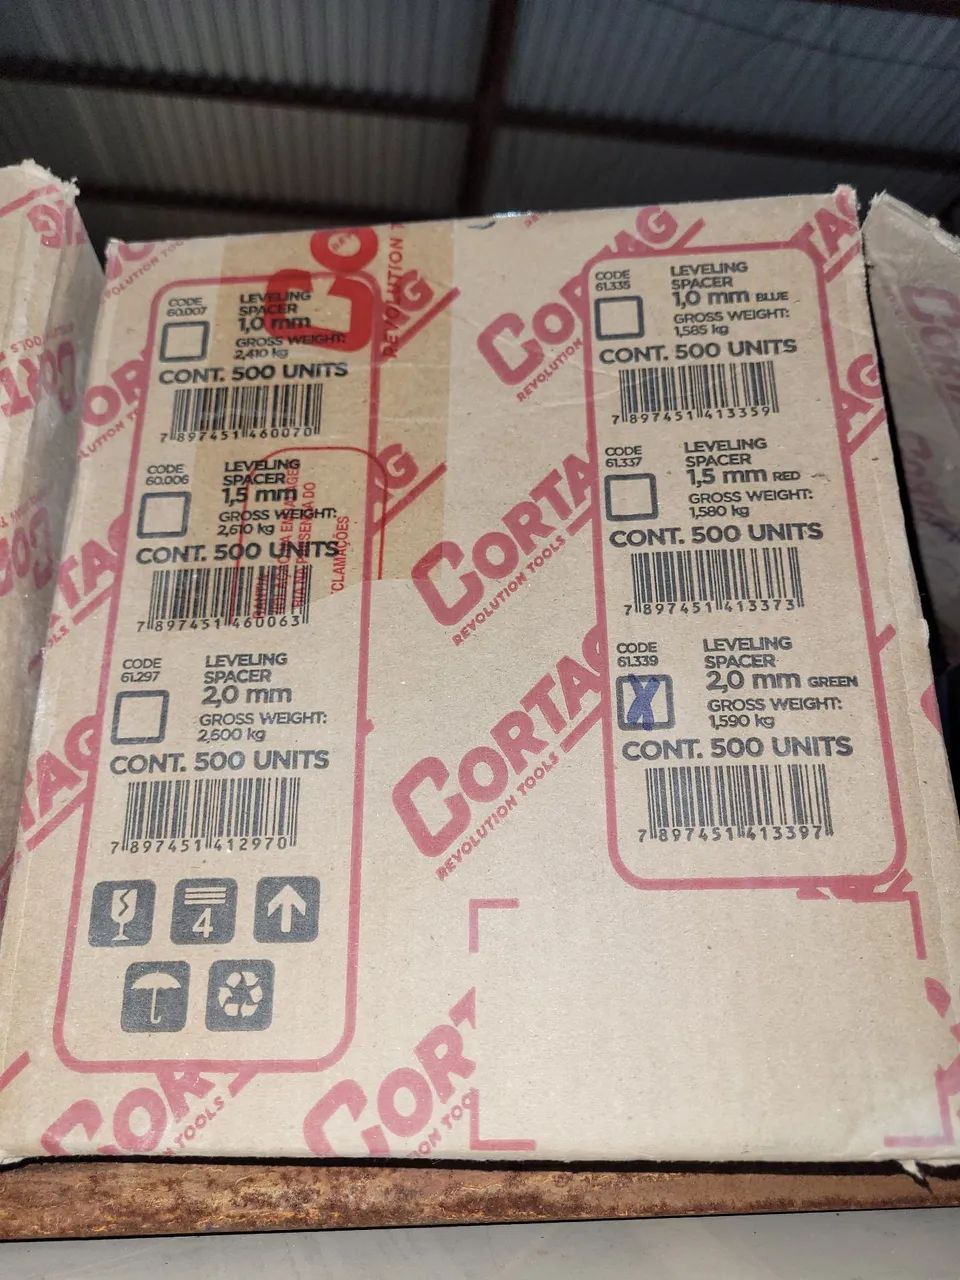 CODE
60.007
LEVELING
SPACER
1,0 mm
GROSS WEIGHT:
2,410 kg
CONT. 500 UNITS
7 897451 460070
CODE
60.006
LEVELING
SPACER
1,5 mm
GROSS WEIGHT:
2,610 kg
CONT. 500 UNITS
7 897451 460063
CODE
61.297
LEVELING
SPACER
2,0 mm
GROSS WEIGHT:
2,600 kg
CONT. 500 UNITS
7 897451 412970
4
REVOLUTION
CLAMAÇÕES
CORTAG
REVOLUTION
CORTAG
REVOLUTION TOOLS
CORTAG
REVOLUTION TOOLS
CODE
61.335
LEVELING
SPACER
1,0 mm BLUE
GROSS WEIGHT:
1,585 kg
CONT. 500 UNITS
7 897451 413359
CODE
61.337
LEVELING
SPACER
1,5 mm RED
GROSS WEIGHT:
1,580 kg
CONT. 500 UNITS
7 897451 413373
CODE
61.339
X
LEVELING
SPACER
2,0 mm GREEN
GROSS WEIGHT:
1,590 kg
CONT. 500 UNITS
7 897451 413397